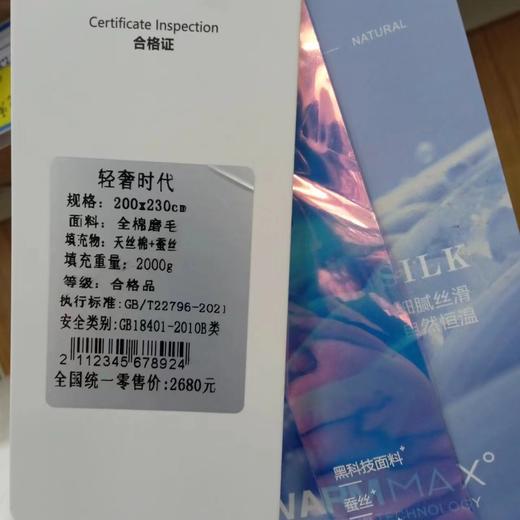 Certificate Inspection
合格证
轻奢时代
规格: 200x230cm
面料: 全棉磨毛
填充物: 天丝棉+蚕丝
填充重量: 2000g
等级: 合格品
执行标准:GB/T22796-2021
安全类别:GB18401-2010B类
2 112345 678924
全国统一零售价:2680元
NATURAL
SILK
细腻丝滑
自然恒温
黑科技面料+
蚕丝+
WARMMAX°
TECHNOLOGY